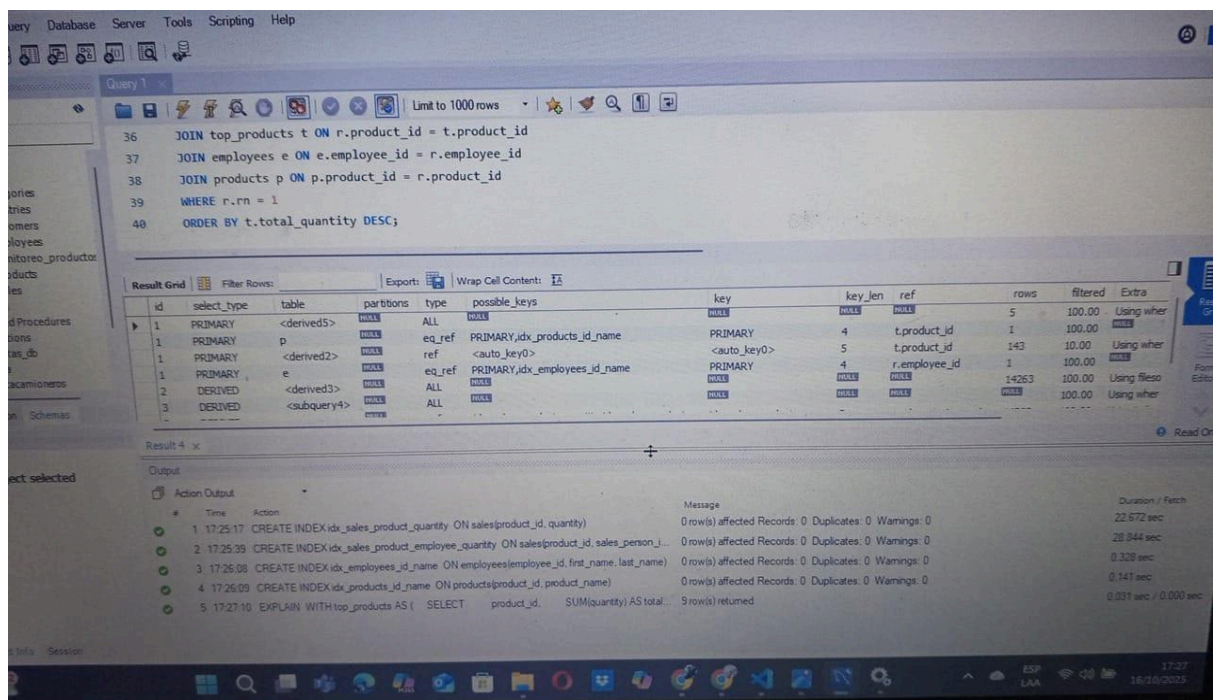 Database Server Tools Scripting Help
Query 1
Limit to 1000 rows
36 JOIN top_products t ON r.product_id = t.product_id
37 JOIN employees e ON e.employee_id = r.employee_id
38 JOIN products p ON p.product_id = r.product_id
39 WHERE r.rn = 1
40 ORDER BY t.total_quantity DESC;
Result Grid Filter Rows: Export: Wrap Cell Content: IA
id select_type table partitions type possible_keys key key_len ref rows filtered Extra
1 PRIMARY <derived5> NULL ALL NULL NULL NULL NULL 5 100.00 Using wher
1 PRIMARY p NULL eq_ref PRIMARY,idx_products_id_name PRIMARY 4 t.product_id 1 100.00 NULL
1 PRIMARY <derived2> NULL ref <auto_key0> <auto_key0> 5 t.product_id 143 10.00 Using wher
1 PRIMARY e NULL eq_ref PRIMARY,idx_employees_id_name PRIMARY 4 r.employee_id 1 100.00 NULL
2 DERIVED <derived3> NULL ALL NULL NULL NULL NULL 14263 100.00 Using fileso
3 DERIVED <subquery4> NULL ALL NULL NULL NULL NULL NULL 100.00 Using wher
Schemas
Result 4
Read On
Output
ect selected
Action Output
# Time Action Message Duration / Fetch
1 17:25:17 CREATE INDEX idx_sales_product_quantity ON sales(product_id, quantity) 0 row(s) affected Records: 0 Duplicates: 0 Warnings: 0 22.672 sec
2 17:25:39 CREATE INDEX idx_sales_product_employee_quantity ON sales(product_id, sales_person_i... 0 row(s) affected Records: 0 Duplicates: 0 Warnings: 0 28.844 sec
3 17:26:08 CREATE INDEX idx_employees_id_name ON employees(employee_id, first_name, last_name) 0 row(s) affected Records: 0 Duplicates: 0 Warnings: 0 0.328 sec
4 17:26:09 CREATE INDEX idx_products_id_name ON products(product_id, product_name) 0 row(s) affected Records: 0 Duplicates: 0 Warnings: 0 0.141 sec
5 17:27:10 EXPLAIN WITH top_products AS ( SELECT product_id, SUM(quantity) AS total... 9 row(s) returned 0.031 sec / 0.000 sec
Session
ESP
LAA
17:27
16/10/2025